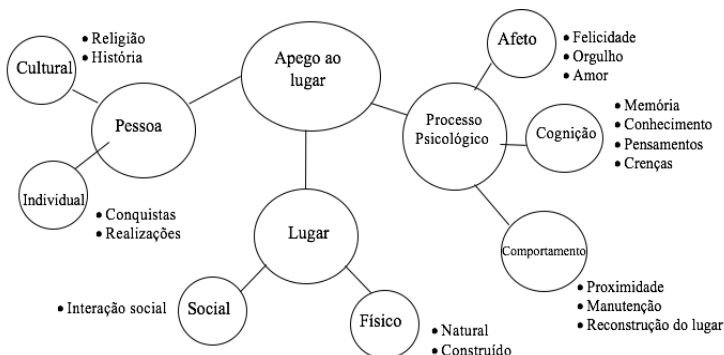 Apego ao
lugar
Pessoa
Cultural
• Religião
• História
Individual
• Conquistas
• Realizações
Lugar
Social
• Interação social
Físico
• Natural
• Construído
Processo
Psicológico
Afeto
• Felicidade
• Orgulho
• Amor
Cognição
• Memória
• Conhecimento
• Pensamentos
• Crenças
Comportamento
• Proximidade
• Manutenção
• Reconstrução do lugar